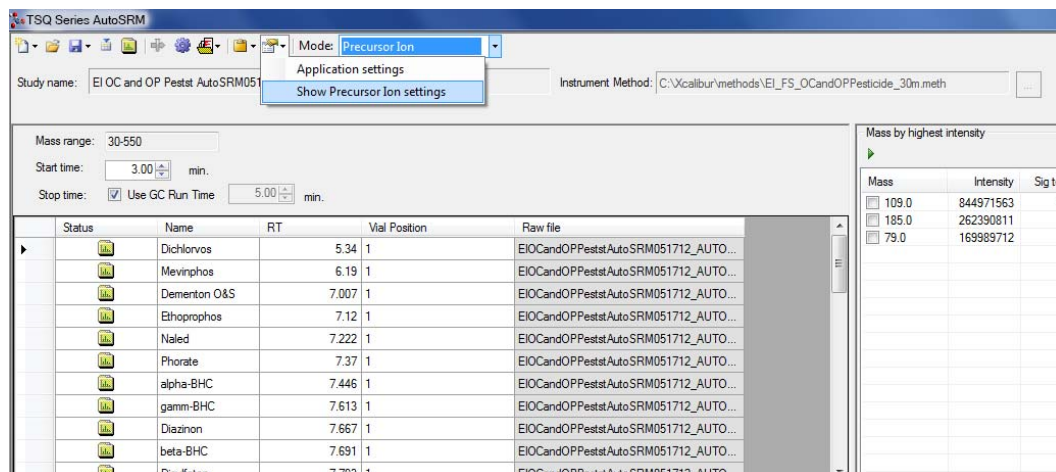 TSQ Series AutoSRM
Mode: Precursor Ion
Application settings
Show Precursor Ion settings
Study name: EI OC and OP Pestst AutoSRM051
Instrument Method: C:\Xcalibur\methods\EI_FS_OCandOPPesticide_30m.meth ...
Mass range: 30-550
Start time: 3.00 min.
Stop time: Use GC Run Time 5.00 min.
Mass by highest intensity
Mass Intensity Sig t
109.0 844971563
185.0 262390811
79.0 169989712
Status Name RT Vial Position Raw file
Dichlorvos 5.34 1 EIOCandOPPeststAutoSRM051712_AUTO...
Mevinphos 6.19 1 EIOCandOPPeststAutoSRM051712_AUTO...
Dementon O&S 7.007 1 EIOCandOPPeststAutoSRM051712_AUTO...
Ethoprophos 7.12 1 EIOCandOPPeststAutoSRM051712_AUTO...
Naled 7.222 1 EIOCandOPPeststAutoSRM051712_AUTO...
Phorate 7.37 1 EIOCandOPPeststAutoSRM051712_AUTO...
alpha-BHC 7.446 1 EIOCandOPPeststAutoSRM051712_AUTO...
gamm-BHC 7.613 1 EIOCandOPPeststAutoSRM051712_AUTO...
Diazinon 7.667 1 EIOCandOPPeststAutoSRM051712_AUTO...
beta-BHC 7.691 1 EIOCandOPPeststAutoSRM051712_AUTO...